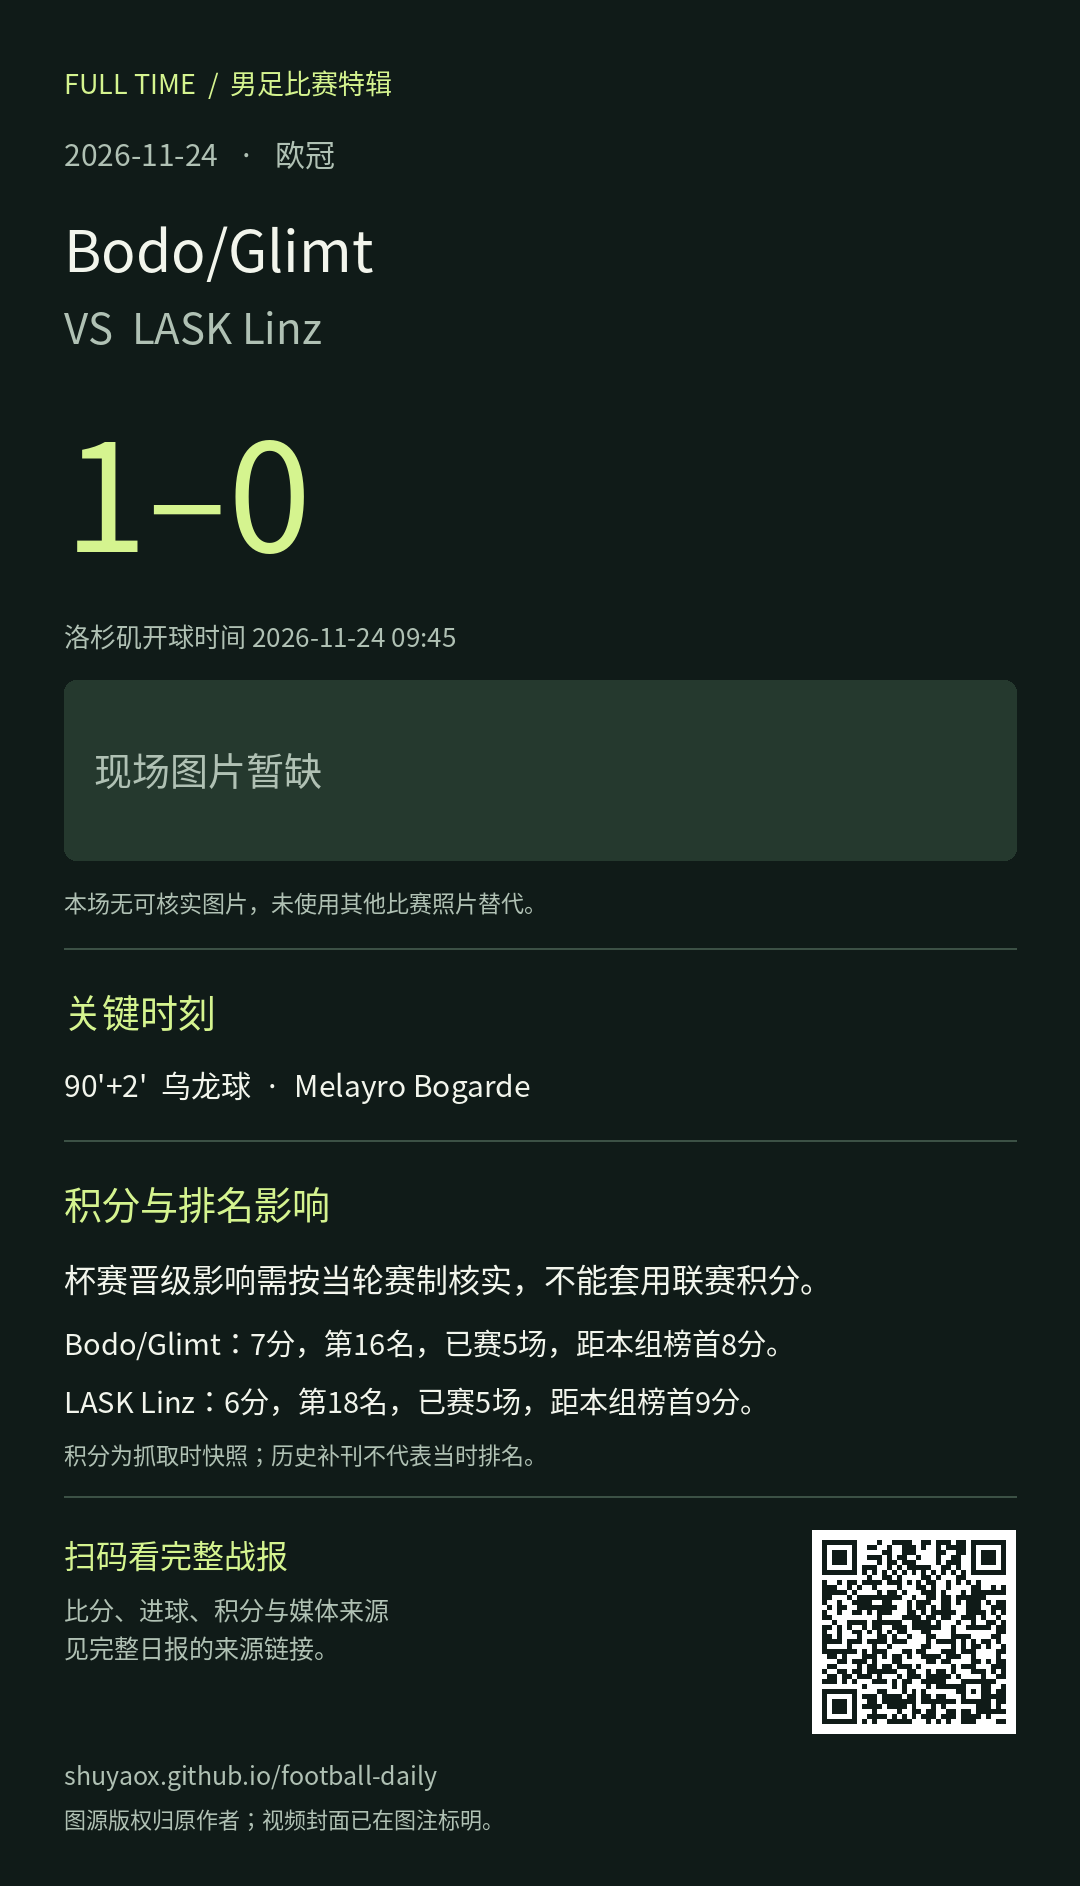 FULL TIME / 男足比赛特辑
2026-11-24 · 欧冠
Bodo/Glimt
VS LASK Linz
1–0
洛杉矶开球时间 2026-11-24 09:45
现场图片暂缺
本场无可核实图片，未使用其他比赛照片替代。
关键时刻
90'+2' 乌龙球 · Melayro Bogarde
积分与排名影响
杯赛晋级影响需按当轮赛制核实，不能套用联赛积分。
Bodo/Glimt：7分，第16名，已赛5场，距本组榜首8分。
LASK Linz：6分，第18名，已赛5场，距本组榜首9分。
积分为抓取时快照；历史补刊不代表当时排名。
扫码看完整战报
比分、进球、积分与媒体来源
见完整日报的来源链接。
shuyaox.github.io/football-daily
图源版权归原作者；视频封面已在图注标明。